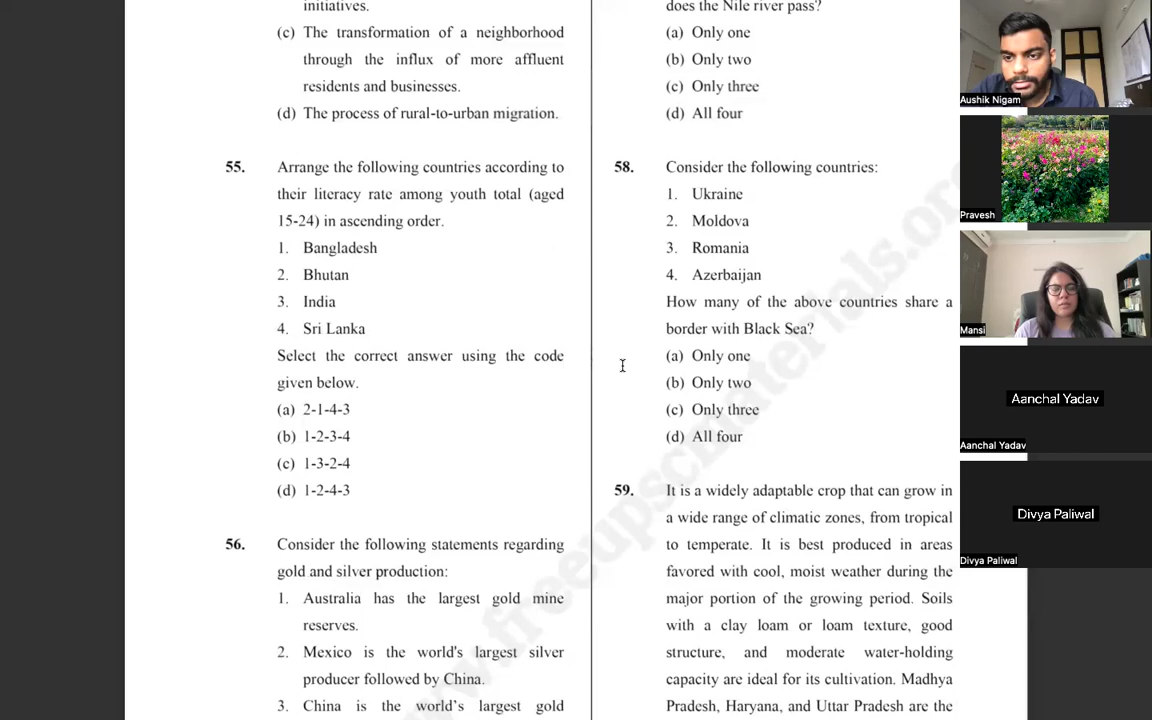 initiatives.
(c) The transformation of a neighborhood
through the influx of more affluent
residents and businesses.
(d) The process of rural-to-urban migration.
55. Arrange the following countries according to
their literacy rate among youth total (aged
15-24) in ascending order.
1. Bangladesh
2. Bhutan
3. India
4. Sri Lanka
Select the correct answer using the code
given below.
(a) 2-1-4-3
(b) 1-2-3-4
(c) 1-3-2-4
(d) 1-2-4-3
56. Consider the following statements regarding
gold and silver production:
1. Australia has the largest gold mine
reserves.
2. Mexico is the world's largest silver
producer followed by China.
3. China is the world's largest gold
does the Nile river pass?
(a) Only one
(b) Only two
(c) Only three
(d) All four
58. Consider the following countries:
1. Ukraine
2. Moldova
3. Romania
4. Azerbaijan
How many of the above countries share a
border with Black Sea?
(a) Only one
(b) Only two
(c) Only three
(d) All four
59. It is a widely adaptable crop that can grow in
a wide range of climatic zones, from tropical
to temperate. It is best produced in areas
favored with cool, moist weather during the
major portion of the growing period. Soils
with a clay loam or loam texture, good
structure, and moderate water-holding
capacity are ideal for its cultivation. Madhya
Pradesh, Haryana, and Uttar Pradesh are the
www.freeupscmaterials.org
Aushik Nigam
Pravesh
Mansi
Aanchal Yadav
Aanchal Yadav
Divya Paliwal
Divya Paliwal